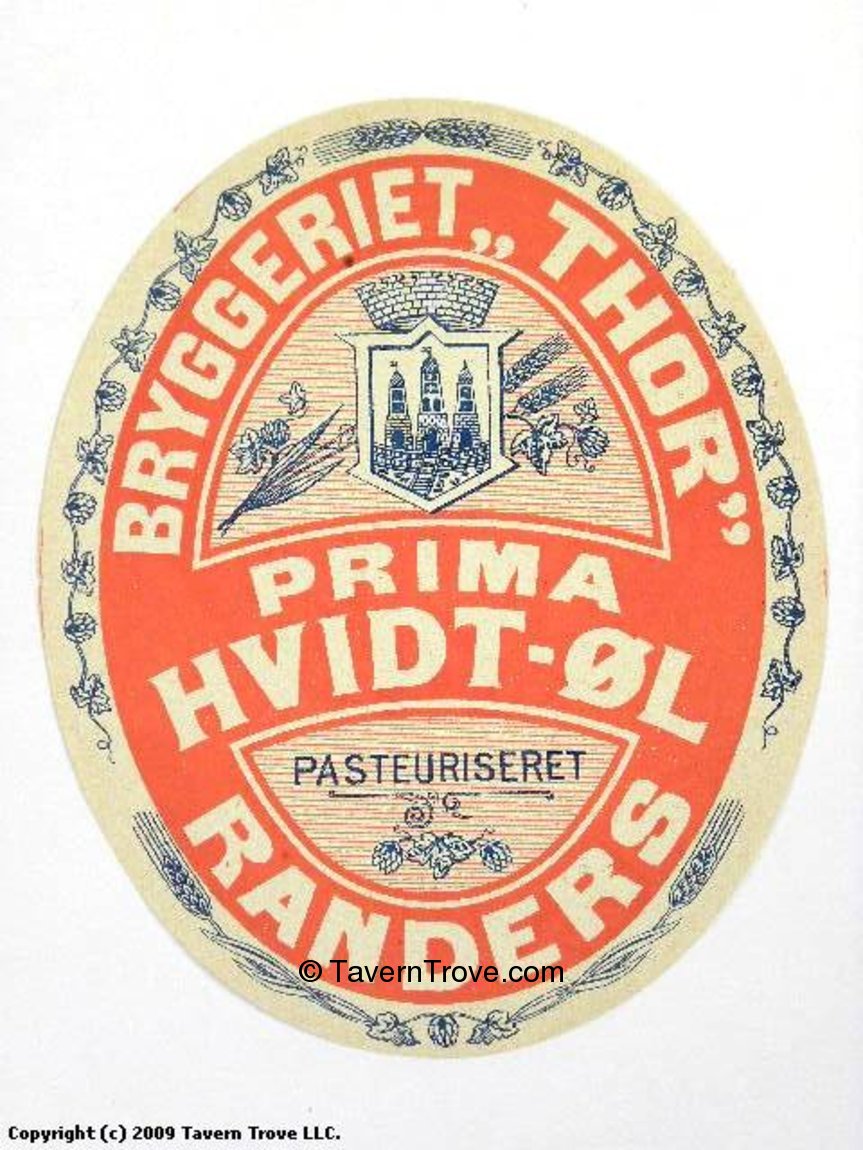 BRYGGERIET „THOR”
PRIMA
HVIDT-ØL
PASTEURISERET
RANDERS
© TavernTrove.com
Copyright (c) 2009 Tavern Trove LLC.